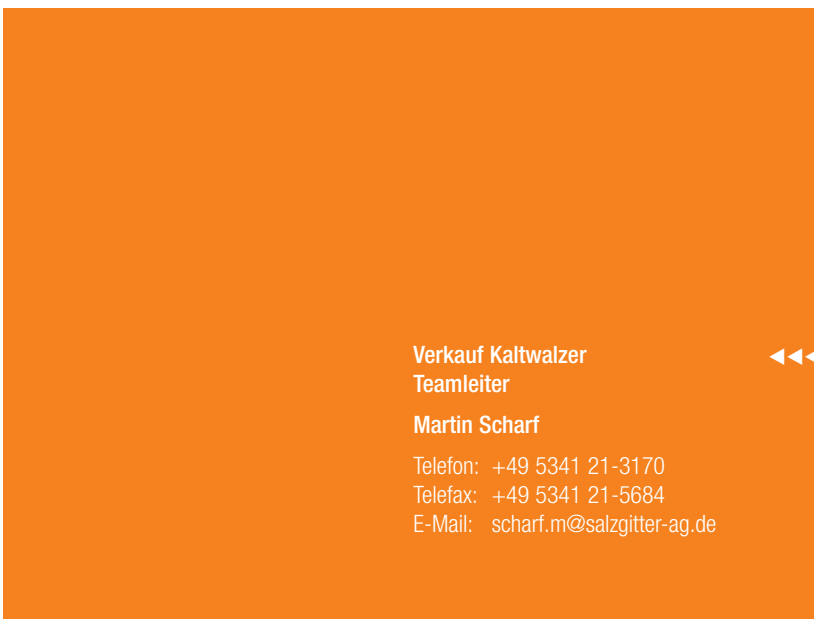 Verkauf Kaltwalzer
Teamleiter
Martin Scharf
Telefon: +49 5341 21-3170
Telefax: +49 5341 21-5684
E-Mail: scharf.m@salzgitter-ag.de